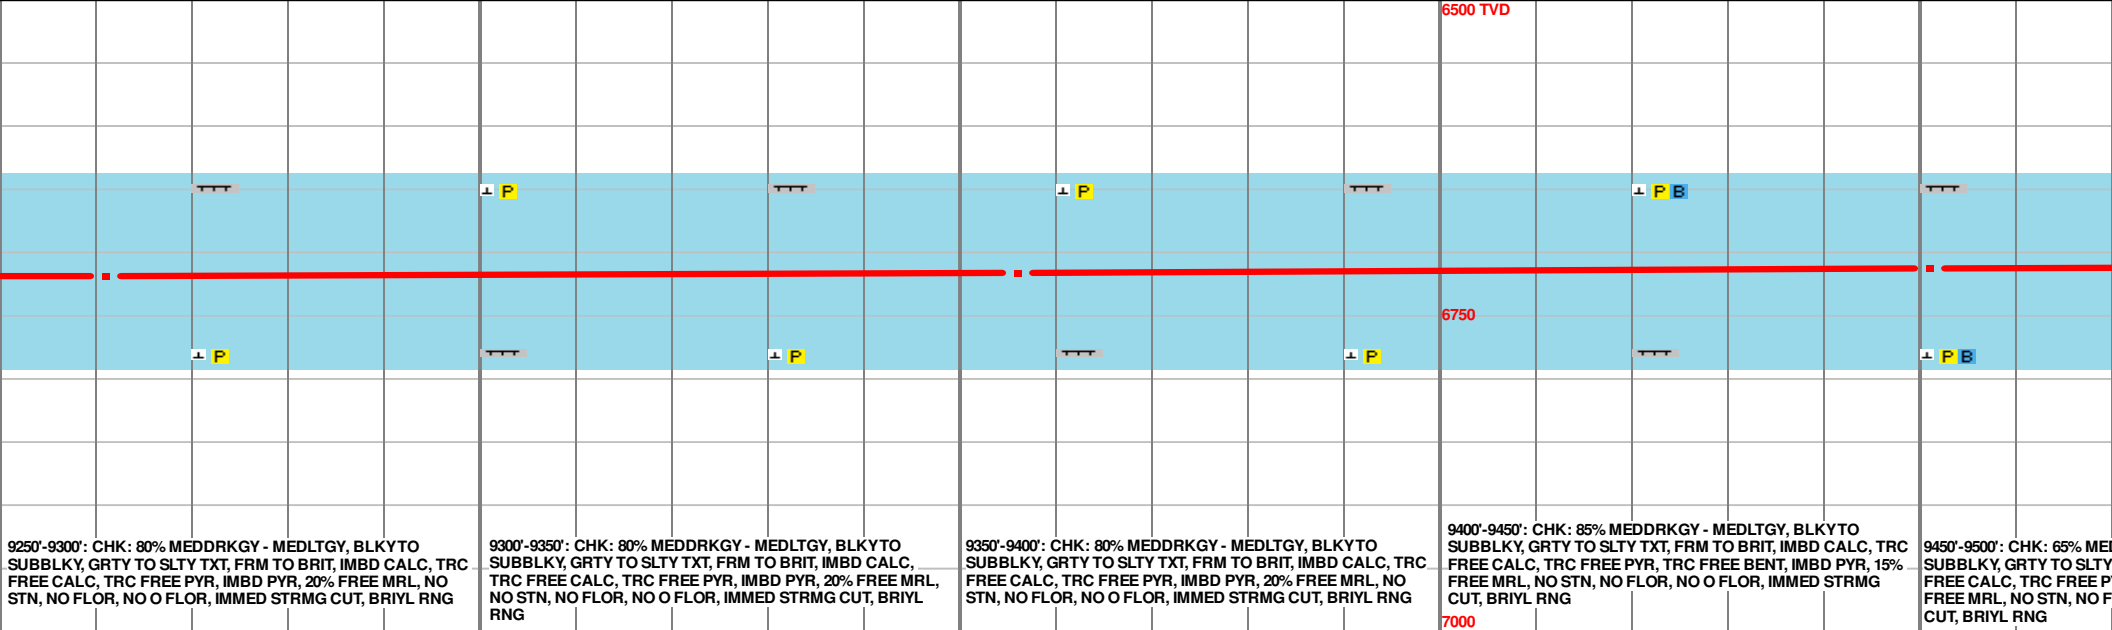 6500 TVD
P
P
P B
6750
P
P
P
P B
9250'-9300': CHK: 80% MEDDRKGY - MEDLTGY, BLKY TO
SUBBLKY, GRTY TO SLTY TXT, FRM TO BRIT, IMBD CALC, TRC
FREE CALC, TRC FREE PYR, IMBD PYR, 20% FREE MRL, NO
STN, NO FLOR, NO O FLOR, IMMED STRMG CUT, BRIYL RNG
9300'-9350': CHK: 80% MEDDRKGY - MEDLTGY, BLKY TO
SUBBLKY, GRTY TO SLTY TXT, FRM TO BRIT, IMBD CALC,
TRC FREE CALC, TRC FREE PYR, IMBD PYR, 20% FREE MRL,
NO STN, NO FLOR, NO O FLOR, IMMED STRMG CUT, BRIYL
RNG
9350'-9400': CHK: 80% MEDDRKGY - MEDLTGY, BLKY TO
SUBBLKY, GRTY TO SLTY TXT, FRM TO BRIT, IMBD CALC, TRC
FREE CALC, TRC FREE PYR, IMBD PYR, 20% FREE MRL, NO
STN, NO FLOR, NO O FLOR, IMMED STRMG CUT, BRIYL RNG
9400'-9450': CHK: 85% MEDDRKGY - MEDLTGY, BLKY TO
SUBBLKY, GRTY TO SLTY TXT, FRM TO BRIT, IMBD CALC, TRC
FREE CALC, TRC FREE PYR, TRC FREE BENT, IMBD PYR, 15%
FREE MRL, NO STN, NO FLOR, NO O FLOR, IMMED STRMG
CUT, BRIYL RNG
9450'-9500': CHK: 65% MED
SUBBLKY, GRTY TO SLTY
FREE CALC, TRC FREE P
FREE MRL, NO STN, NO F
CUT, BRIYL RNG
7000